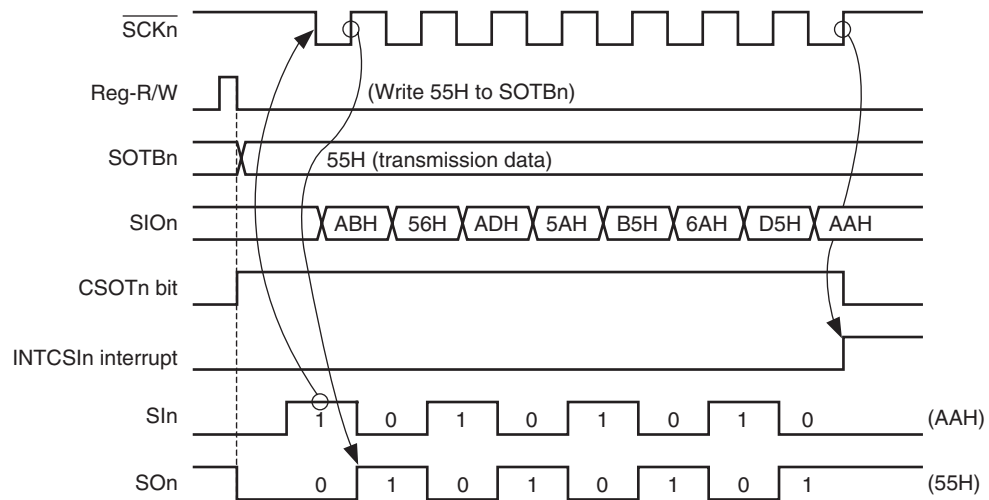 SCKn
Reg-R/W
(Write 55H to SOTBn)
SOTBn
55H (transmission data)
SIOn
ABH 56H ADH 5AH B5H 6AH D5H AAH
CSOTn bit
INTCSIn interrupt
SIn
1 0 1 0 1 0 1 0
(AAH)
SOn
0 1 0 1 0 1 0 1
(55H)